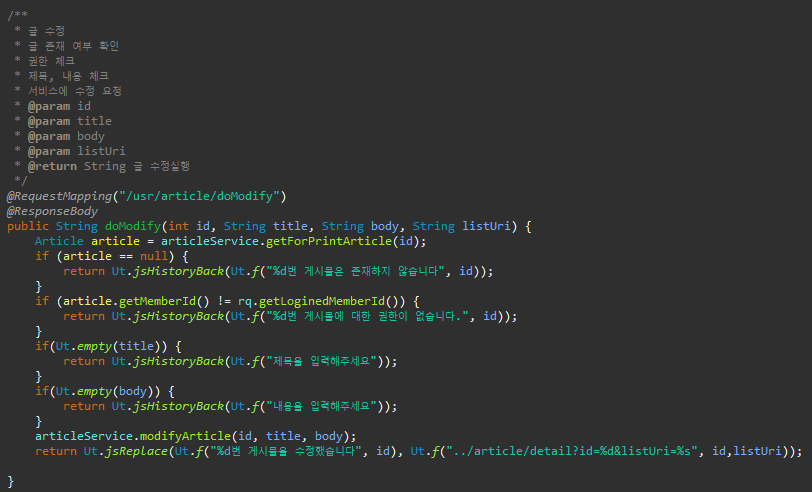 /**
 * 글 수정
 * 글 존재 여부 확인
 * 권한 체크
 * 제목, 내용 체크
 * 서비스에 수정 요청
 * @param id
 * @param title
 * @param body
 * @param listUri
 * @return String 글 수정실행
 */
@RequestMapping("/usr/article/doModify")
@ResponseBody
public String doModify(int id, String title, String body, String listUri) {
    Article article = articleService.getForPrintArticle(id);
    if (article == null) {
        return Ut.jsHistoryBack(Ut.f("%d번 게시물은 존재하지 않습니다", id));
    }
    if (article.getMemberId() != rq.getLoginedMemberId()) {
        return Ut.jsHistoryBack(Ut.f("%d번 게시물에 대한 권한이 없습니다.", id));
    }
    if(Ut.empty(title)) {
        return Ut.jsHistoryBack(Ut.f("제목을 입력해주세요"));
    }
    if(Ut.empty(body)) {
        return Ut.jsHistoryBack(Ut.f("내용을 입력해주세요"));
    }
    articleService.modifyArticle(id, title, body);
    return Ut.jsReplace(Ut.f("%d번 게시물을 수정했습니다", id), Ut.f("../article/detail?id=%d&listUri=%s", id,listUri));
}